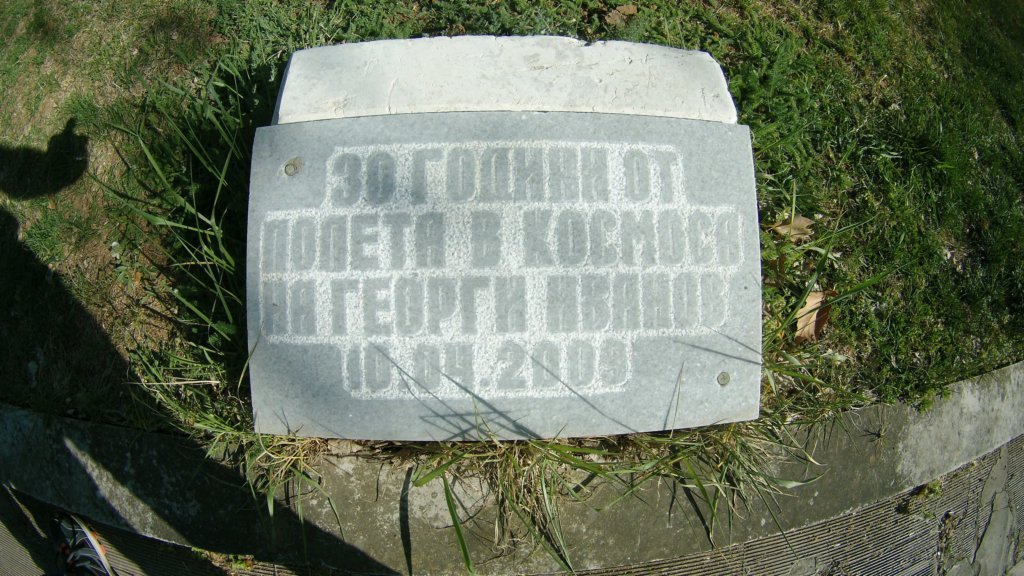 30 ГОДИНИ ОТ
ПОЛЕТА В КОСМОСА
НА ГЕОРГИ ИВАНОВ
10.04.2009